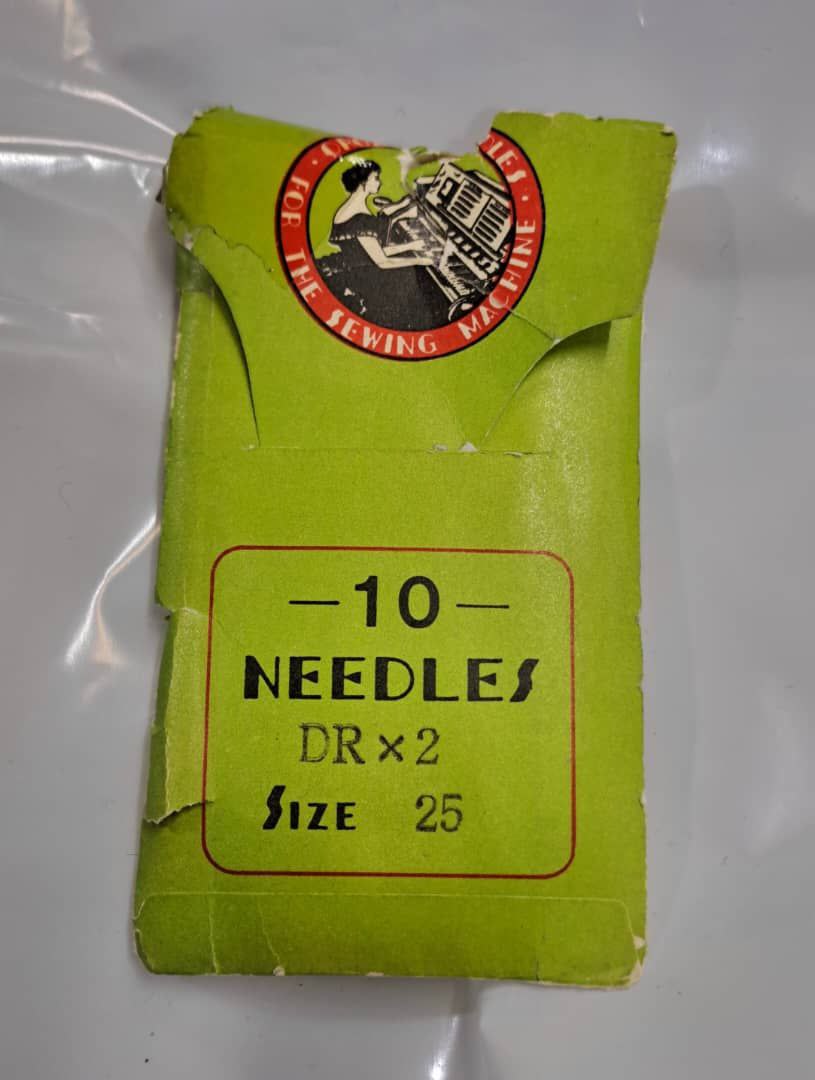 FOR THE SEWING MACHINE
—10—
NEEDLES
DR×2
SIZE 25